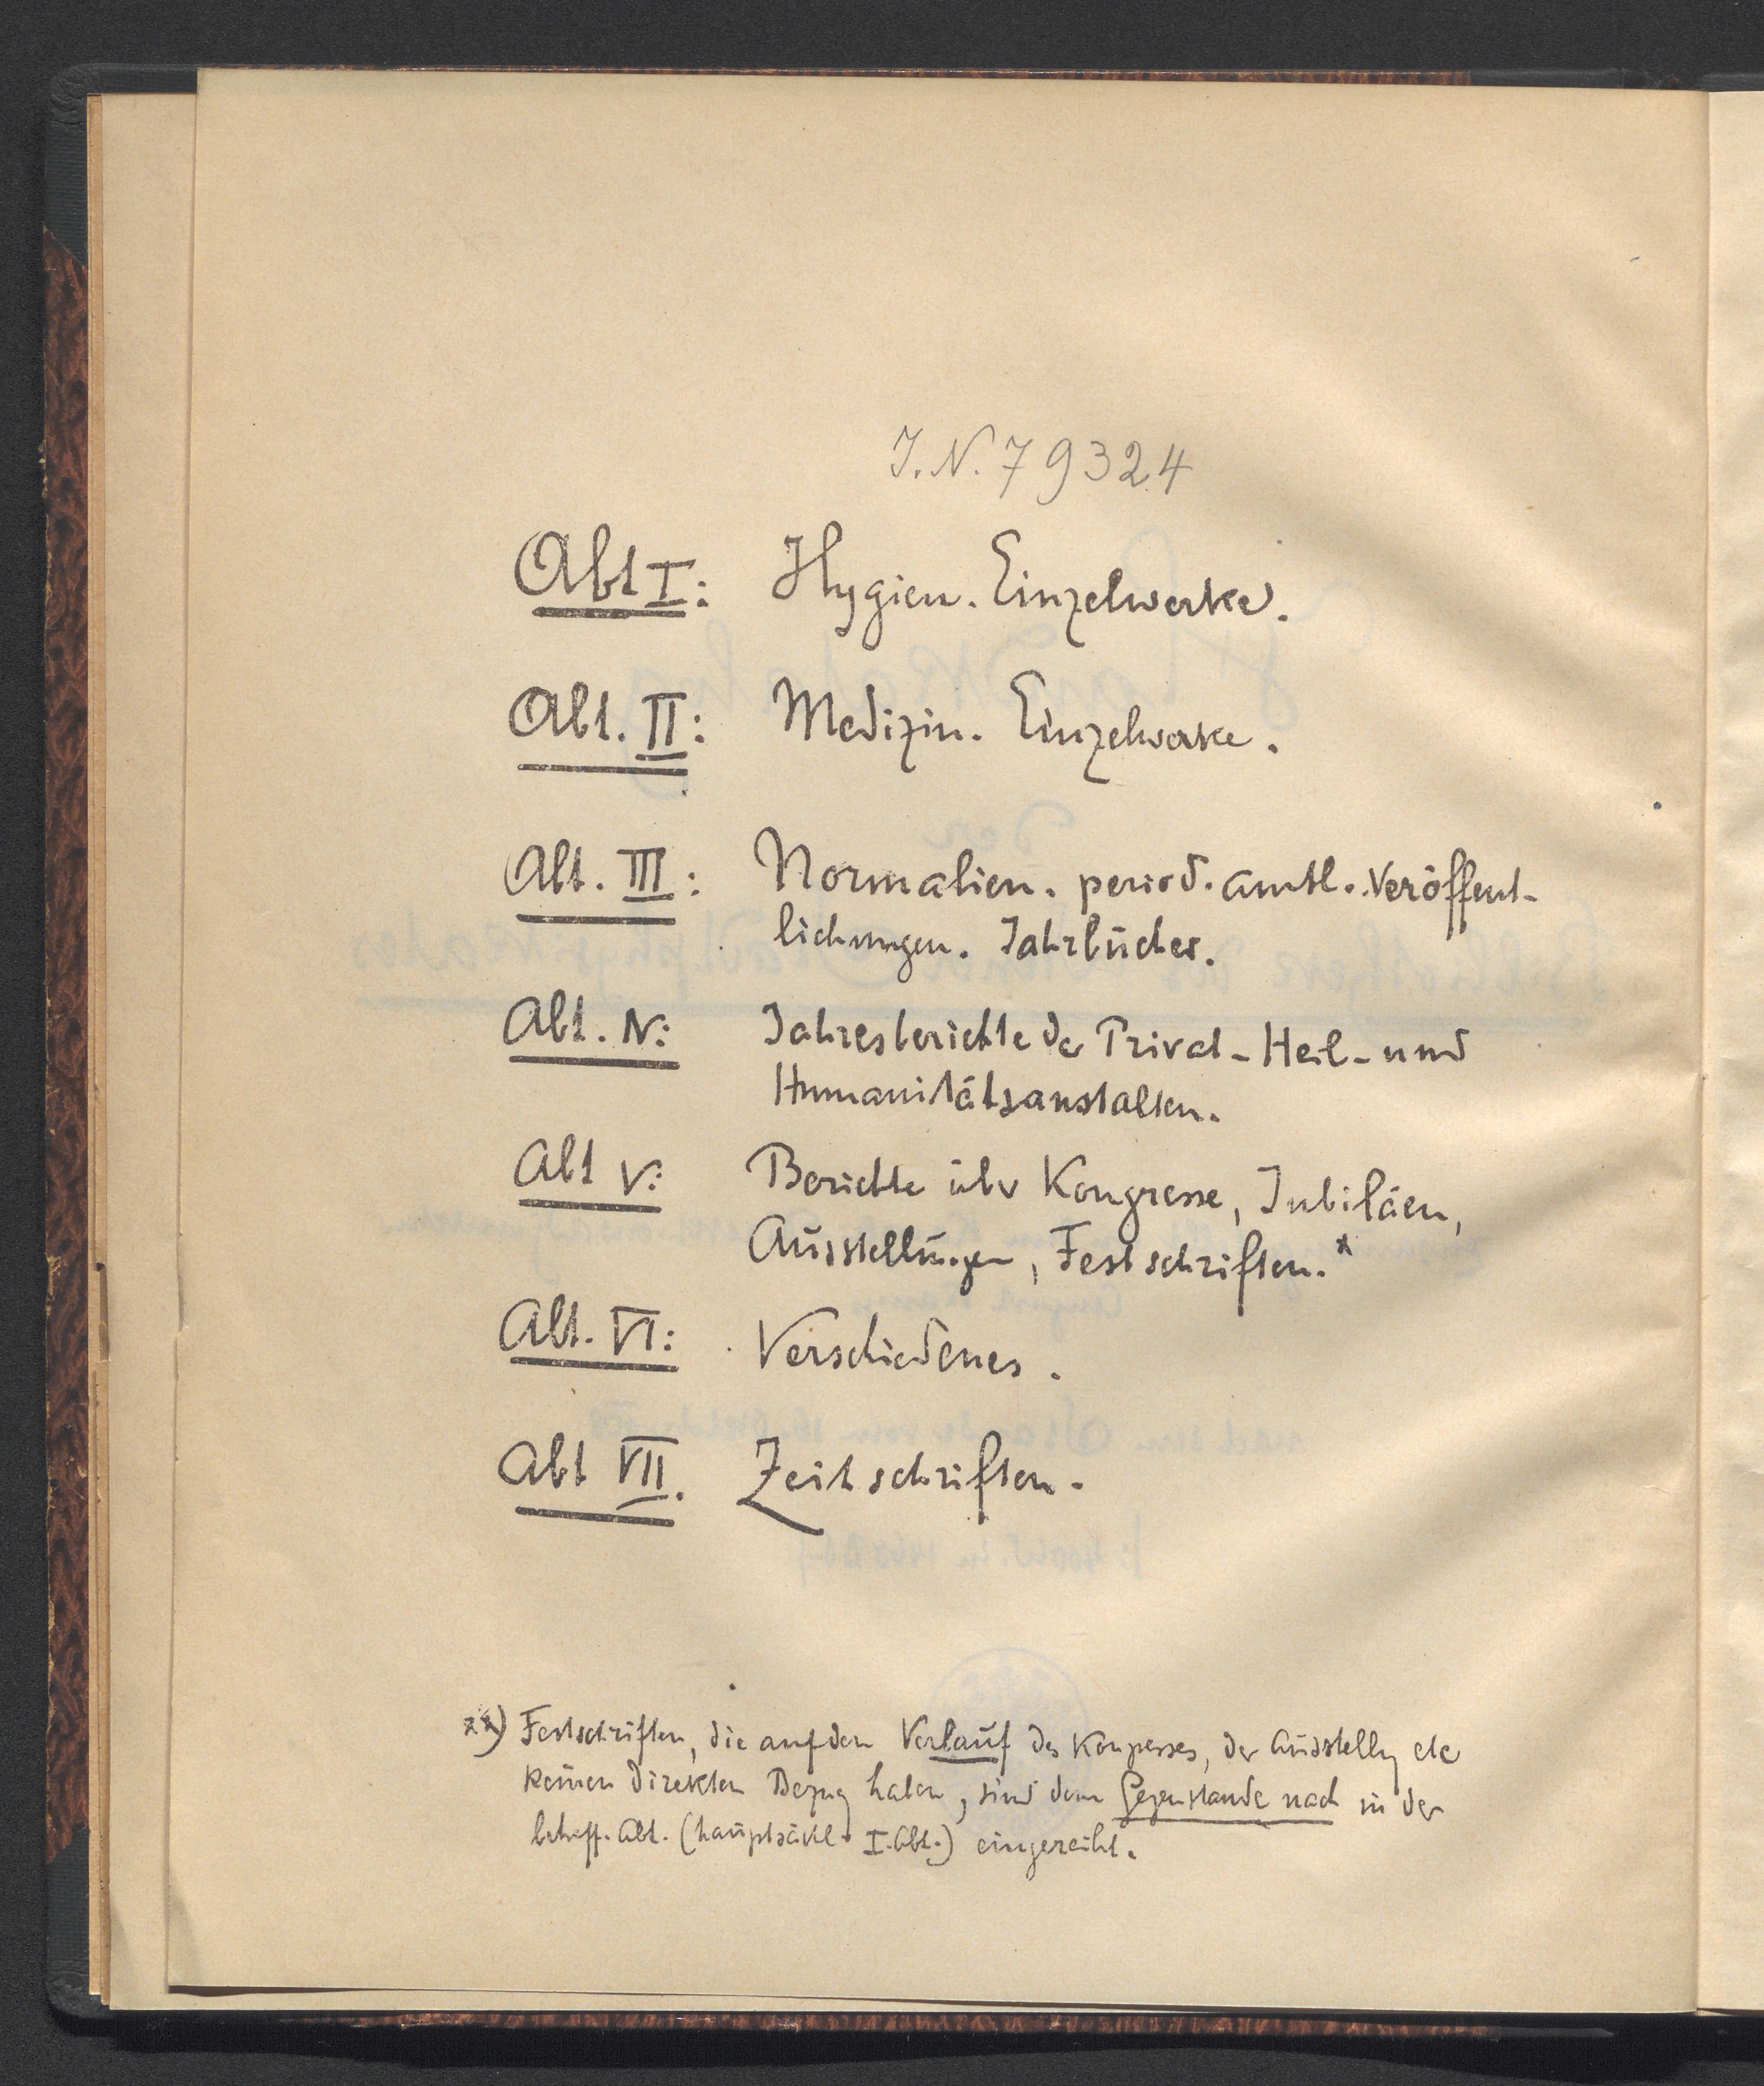 J.N. 79324
Abt I: Hygien. Einzelwerke.
Abt. II: Medizin. Einzelwerke.
Abt. III: Normalien. period. amtl. Veröffent-
lichungen. Jahrbücher.
Abt. IV: Jahresberichte der Privat-Heil- und
Humanitätsanstalten.
Abt V: Berichte über Kongresse, Jubiläen,
Ausstellungen, Festschriften.*
Abt. VI: Verschiedenes.
Abt VII. Zeitschriften.
**) Festschriften, die auf den Verlauf des Kongresses, der Ausstellg etc
keinen direkten Bezug haben, sind dem Gegenstande nach in der
betreff. Abt. (hauptsächl. I. Abt.) eingereiht.